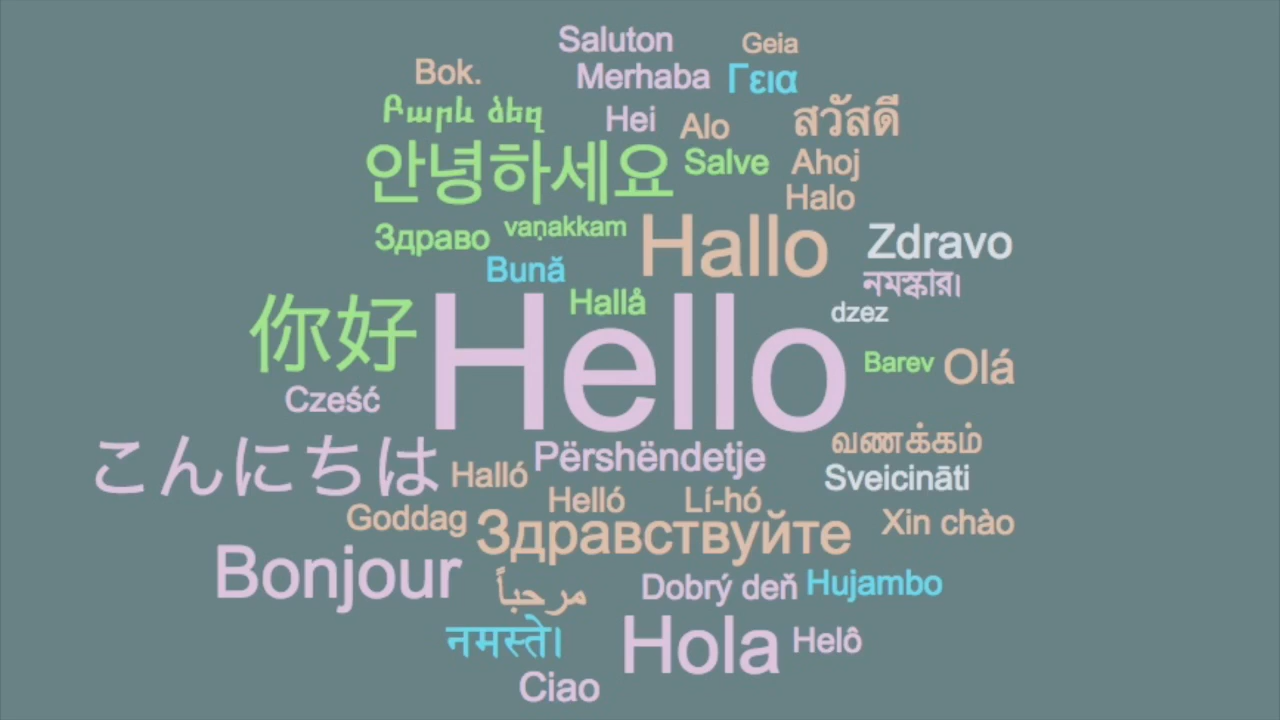 Saluton
Geia
Bok.
Merhaba
Γεια
Բարև ձեզ
Hei
Alo
สวัสดี
안녕하세요
Salve
Ahoj
Halo
Здраво
vaṇakkam
Hallo
Zdravo
Bună
নমস্কার।
Hallå
dzez
你好
Hello
Barev
Olá
Cześć
こんにちは
Halló
Përshëndetje
வணக்கம்
Sveicināti
Helló
Lí-hó
Goddag
Здравствуйте
Xin chào
Bonjour
مرحباً
Dobrý deň
Hujambo
नमस्ते।
Hola
Helô
Ciao